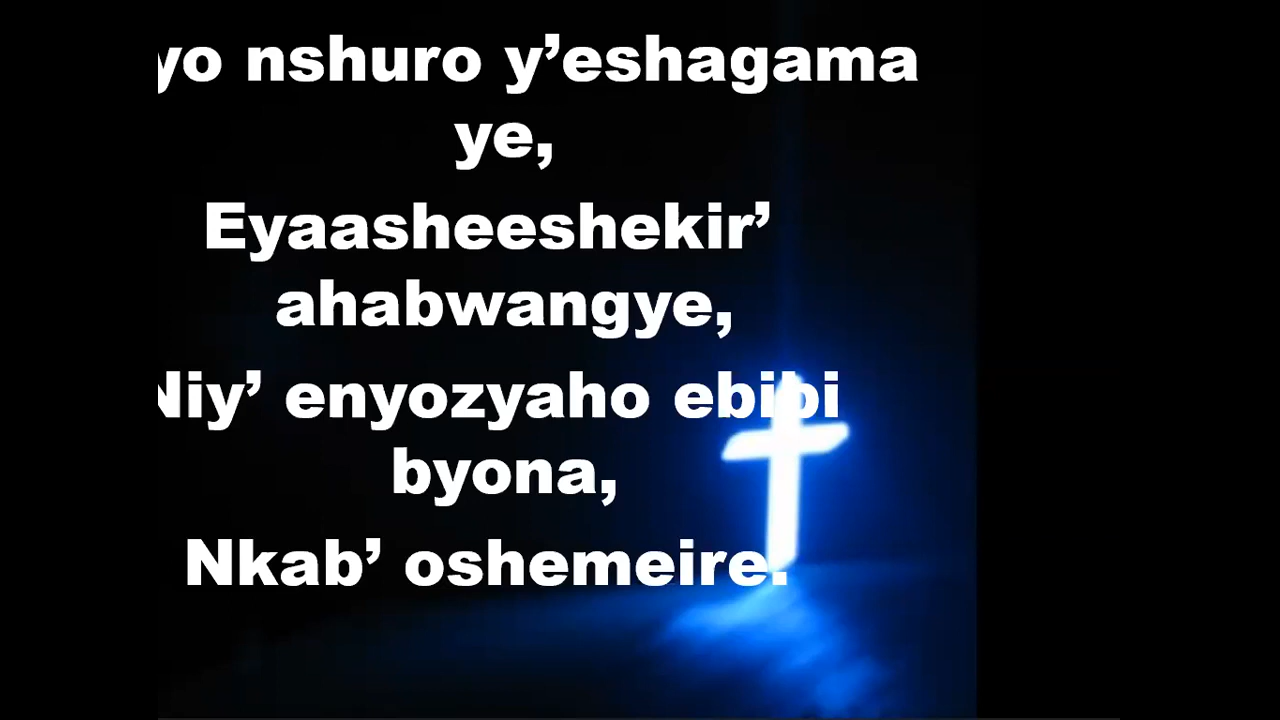 yo nshuro y’eshagama
ye,
Eyaasheeshekir’
ahabwangye,
Niy’ enyozyaho ebibi
byona,
Nkab’ oshemeire.